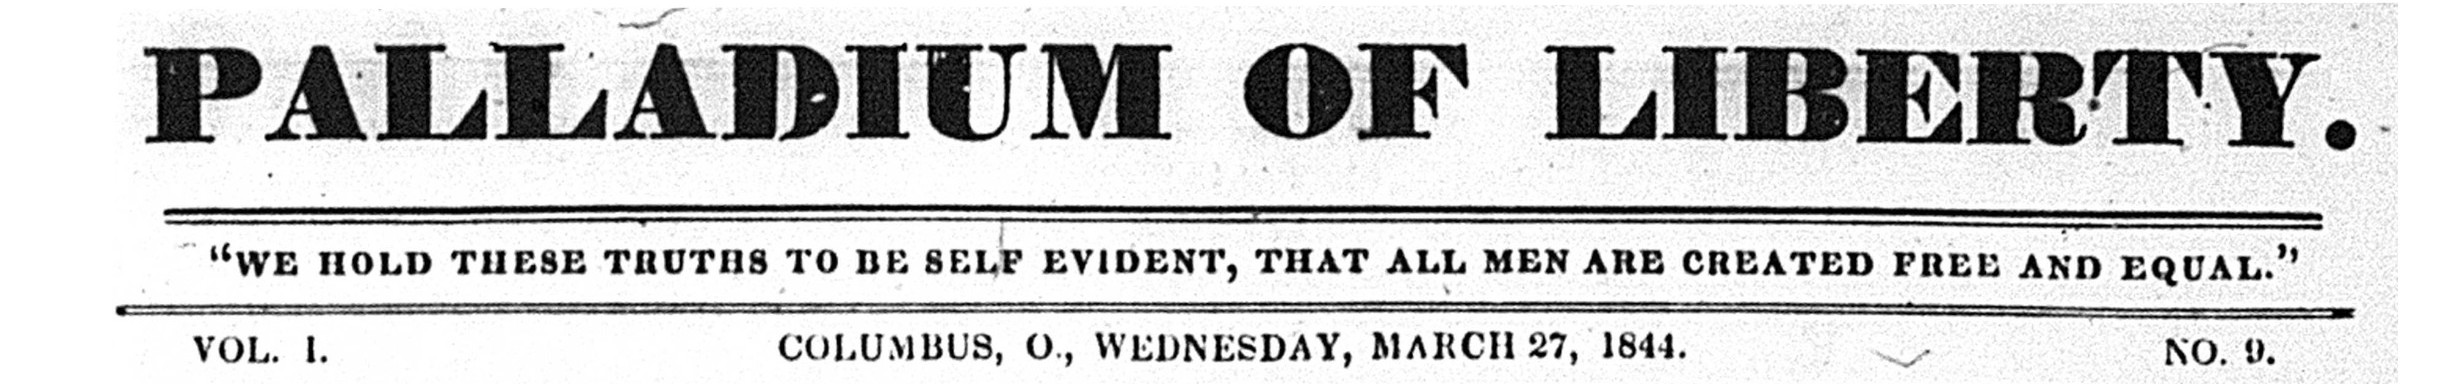 PALLADIUM OF LIBERTY.
"WE HOLD THESE TRUTHS TO BE SELF EVIDENT, THAT ALL MEN ARE CREATED FREE AND EQUAL."
VOL. I. COLUMBUS, O., WEDNESDAY, MARCH 27, 1844. NO. 9.